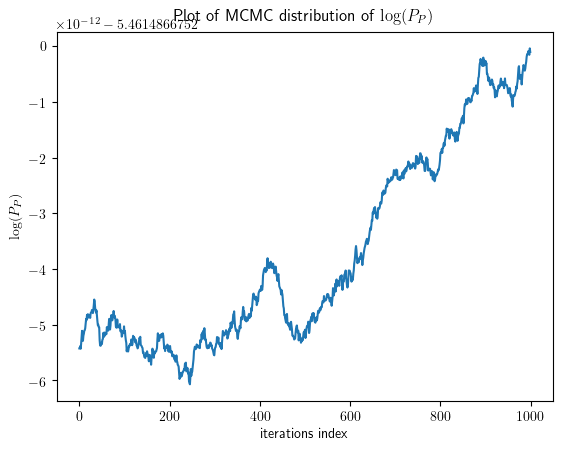 Plot of MCMC distribution of log(P_P)
×10⁻¹² − 5.4614866752
0
−1
−2
−3
−4
−5
−6
log(P_P)
0 200 400 600 800 1000
iterations index